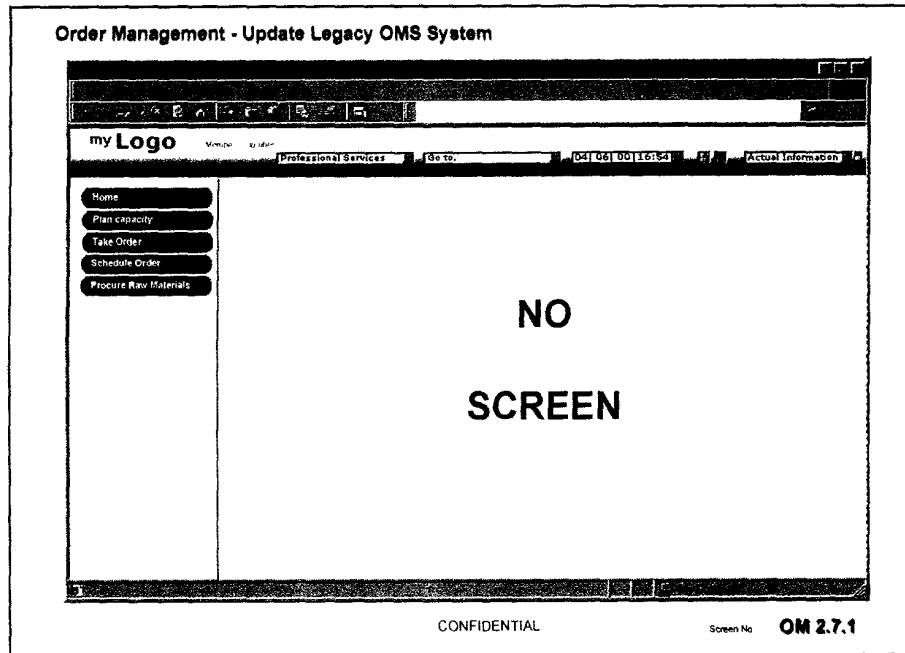 Order Management - Update Legacy OMS System
my Logo
Professional Services Go to. 04| 06| 00| 16:54 Actual Information
Home
Plan capacity
Take Order
Schedule Order
Procure Raw Materials
NO
SCREEN
CONFIDENTIAL Screen No OM 2.7.1